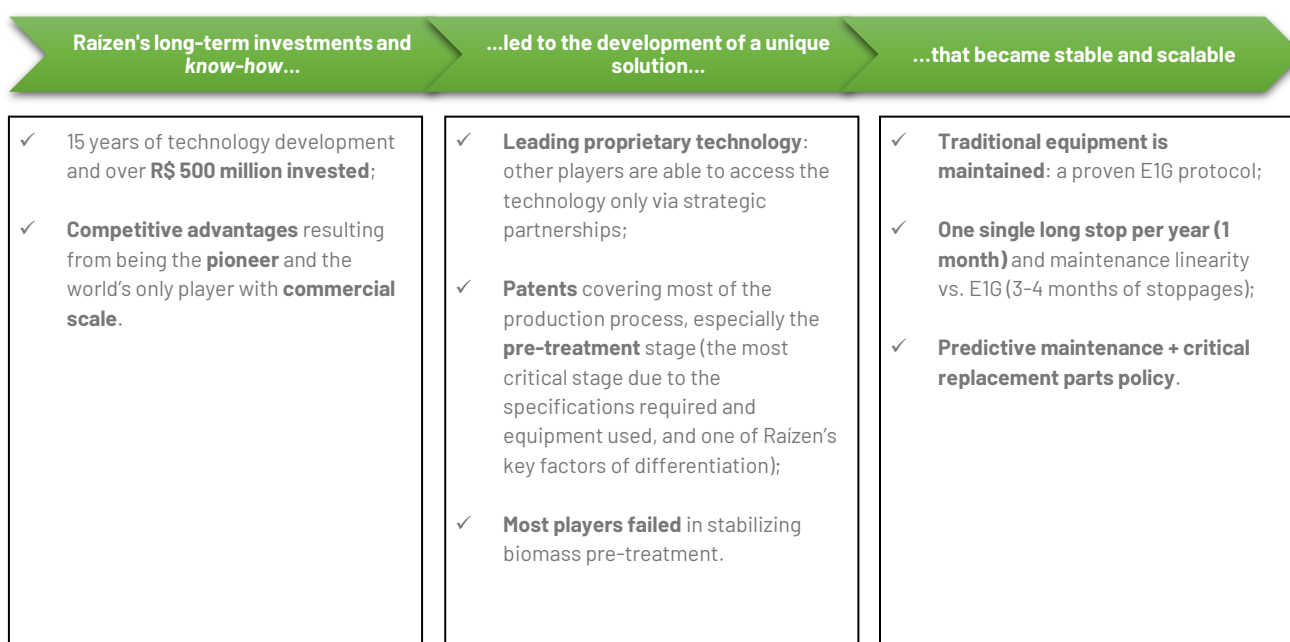 Raízen's long-term investments and
know-how...
...led to the development of a unique
solution...
...that became stable and scalable
✓ 15 years of technology development
and over R$ 500 million invested;
✓ Competitive advantages resulting
from being the pioneer and the
world's only player with commercial
scale.
✓ Leading proprietary technology:
other players are able to access the
technology only via strategic
partnerships;
✓ Patents covering most of the
production process, especially the
pre-treatment stage (the most
critical stage due to the
specifications required and
equipment used, and one of Raízen's
key factors of differentiation);
✓ Most players failed in stabilizing
biomass pre-treatment.
✓ Traditional equipment is
maintained: a proven E1G protocol;
✓ One single long stop per year (1
month) and maintenance linearity
vs. E1G (3-4 months of stoppages);
✓ Predictive maintenance + critical
replacement parts policy.